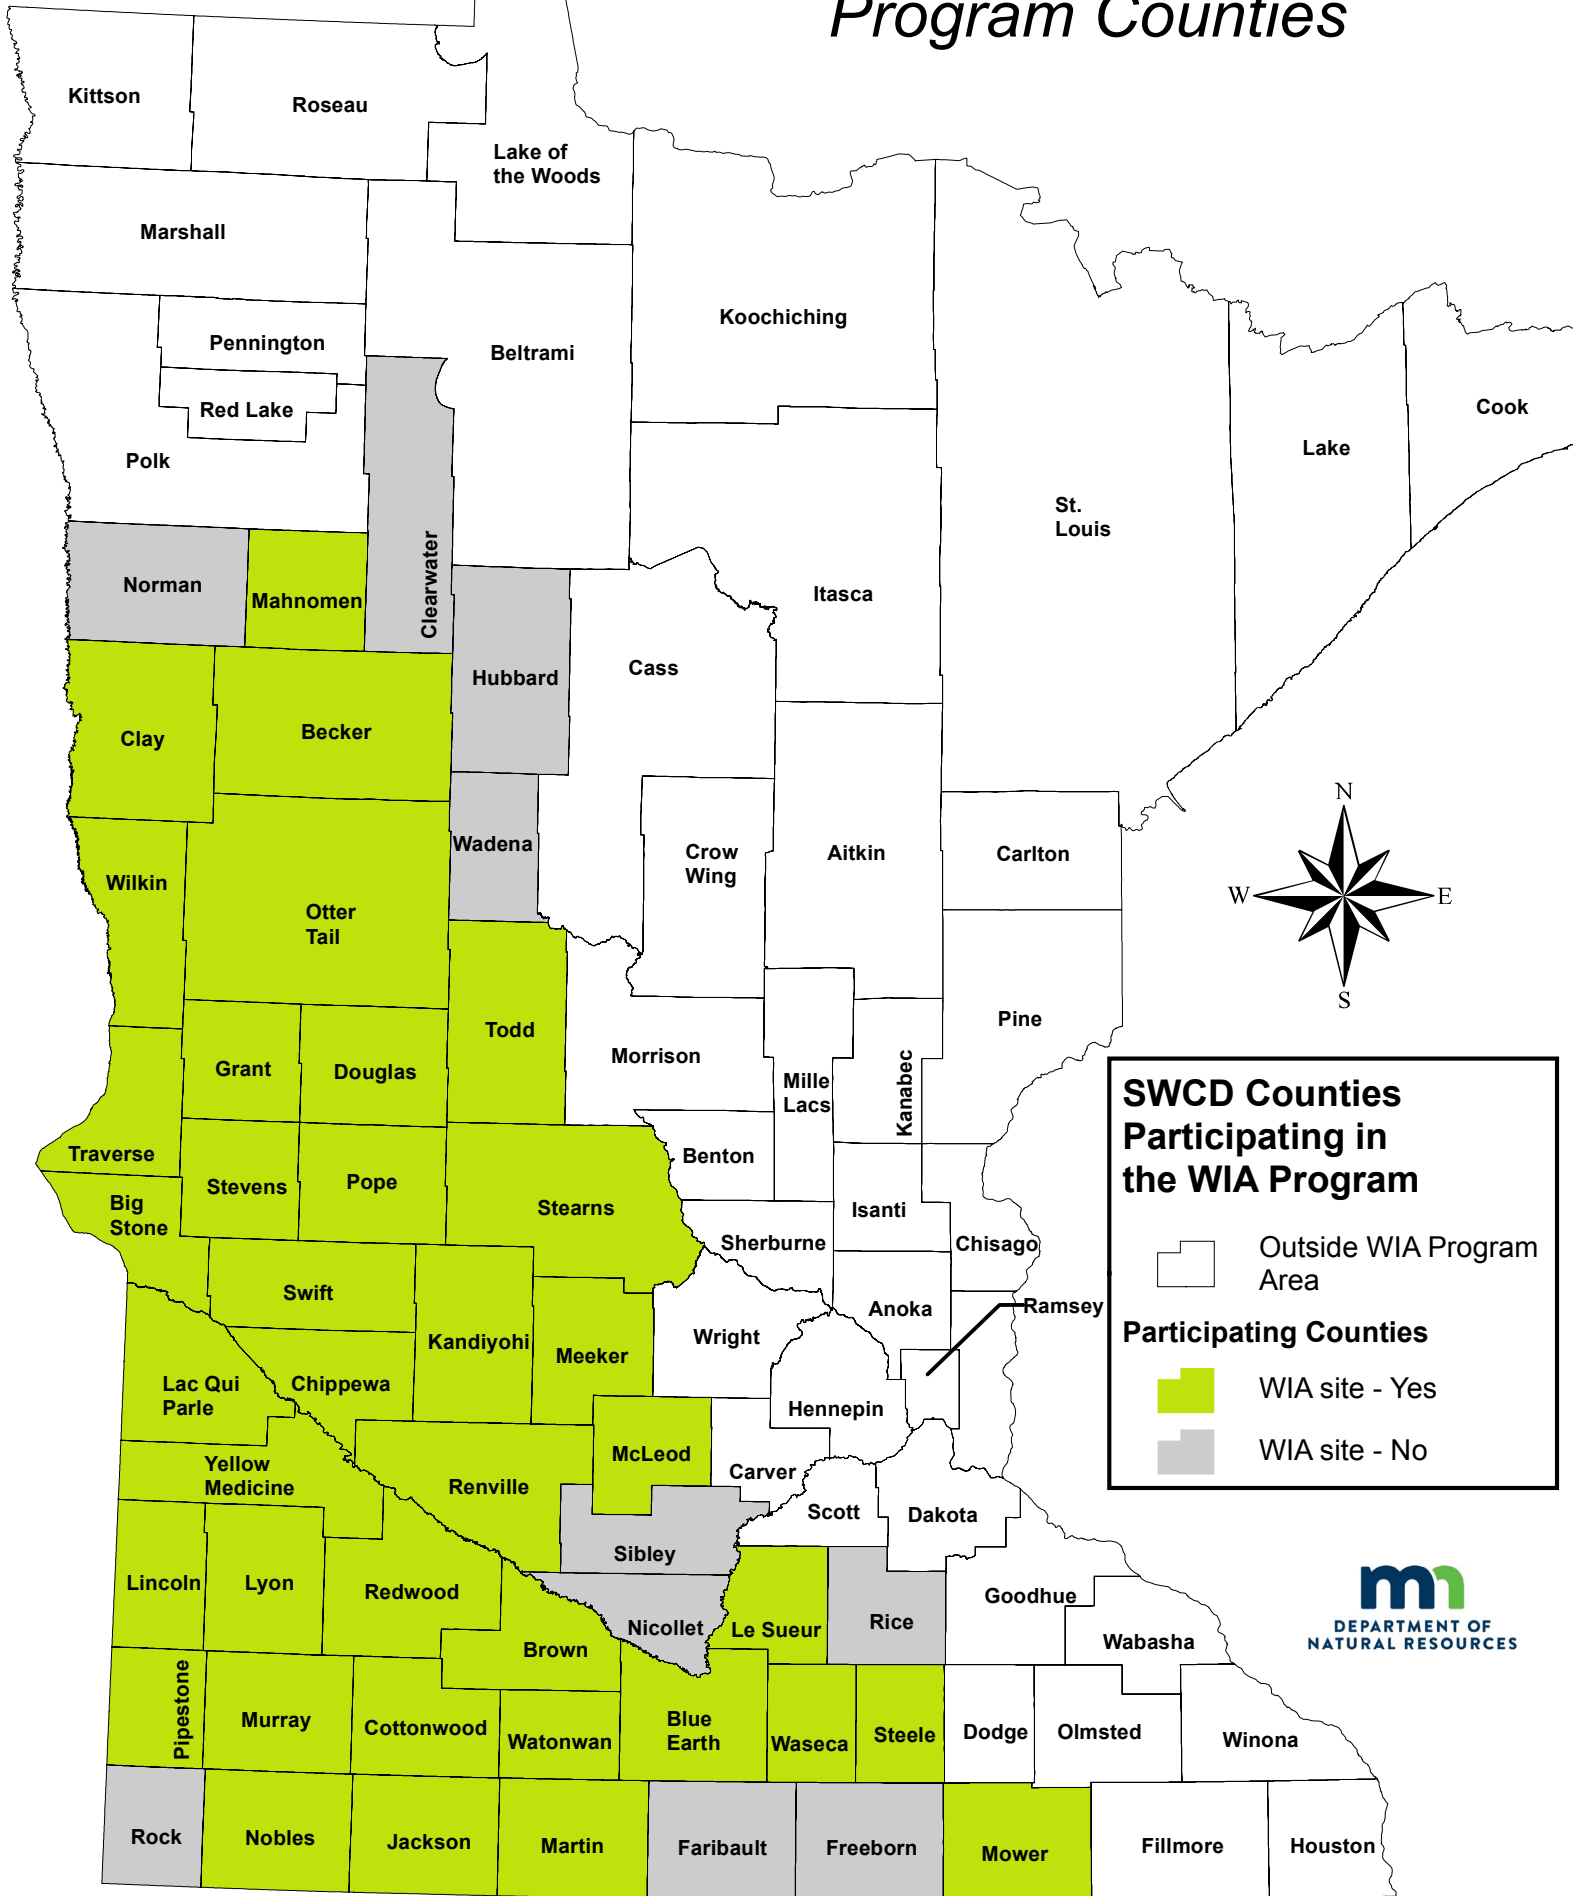 Program Counties
Kittson
Roseau
Lake of
the Woods
Marshall
Koochiching
Pennington
Beltrami
Red Lake
Cook
Lake
Polk
St.
Louis
Clearwater
Norman
Mahnomen
Itasca
Cass
Hubbard
Clay
Becker
N
Wadena
Crow
Wing
Aitkin
Carlton
Wilkin
W
E
Otter
Tail
S
Pine
Todd
Morrison
Grant
Douglas
Mille
Lacs
Kanabec
SWCD Counties
Participating in
the WIA Program
Traverse
Benton
Stevens
Pope
Big
Stone
Stearns
Isanti
Sherburne
Chisago
Outside WIA Program
Area
Swift
Anoka
Ramsey
Kandiyohi
Wright
Participating Counties
Meeker
Lac Qui
Parle
Chippewa
WIA site - Yes
Hennepin
McLeod
WIA site - No
Yellow
Medicine
Carver
Renville
Scott
Dakota
Sibley
Lincoln
Lyon
Redwood
Goodhue
mn
DEPARTMENT OF
NATURAL RESOURCES
Nicollet
Le Sueur
Rice
Brown
Wabasha
Pipestone
Murray
Cottonwood
Watonwan
Blue
Earth
Waseca
Steele
Dodge
Olmsted
Winona
Rock
Nobles
Jackson
Martin
Faribault
Freeborn
Mower
Fillmore
Houston